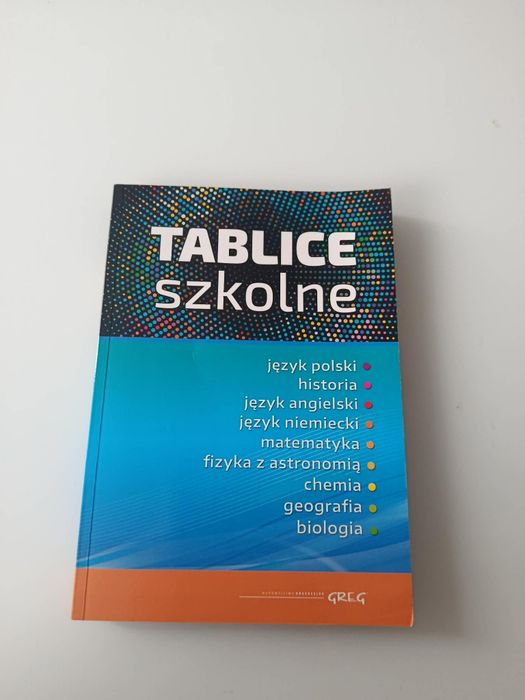 TABLICE
szkolne
język polski
historia
język angielski
język niemiecki
matematyka
fizyka z astronomią
chemia
geografia
biologia
GREG